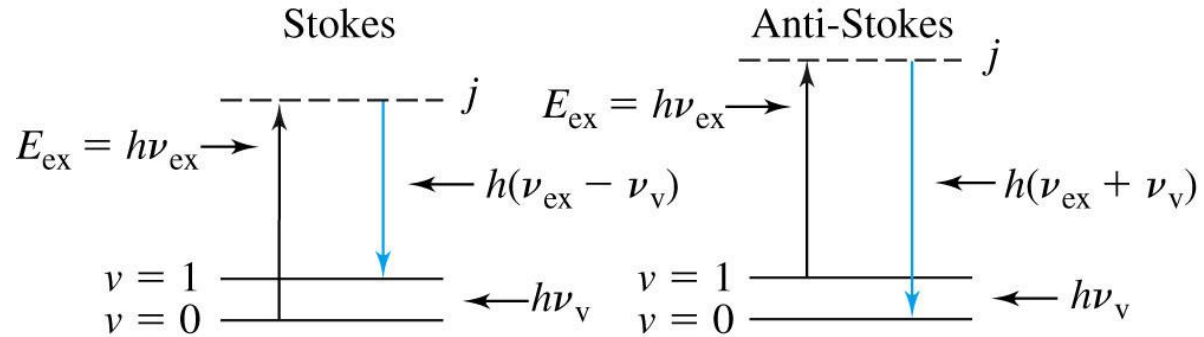 Stokes
j
E_ex = hν_ex
h(ν_ex − ν_v)
v = 1
v = 0
hν_v
Anti-Stokes
j
E_ex = hν_ex
h(ν_ex + ν_v)
v = 1
v = 0
hν_v